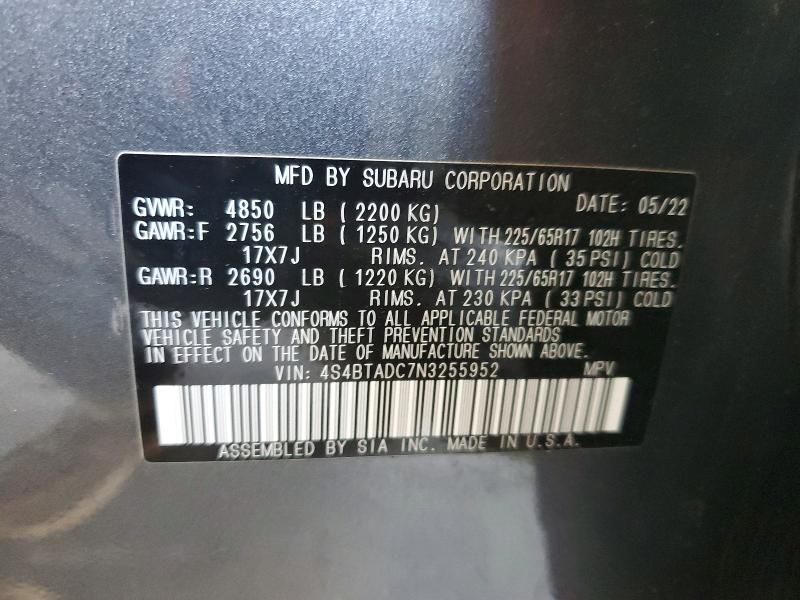 MFD BY SUBARU CORPORATION
GVWR: 4850 LB ( 2200 KG) DATE: 05/22
GAWR:F 2756 LB ( 1250 KG) WITH 225/65R17 102H TIRES.
17X7J RIMS. AT 240 KPA ( 35 PSI) COLD
GAWR:R 2690 LB ( 1220 KG) WITH 225/65R17 102H TIRES.
17X7J RIMS. AT 230 KPA ( 33 PSI) COLD
THIS VEHICLE CONFORMS TO ALL APPLICABLE FEDERAL MOTOR
VEHICLE SAFETY AND THEFT PREVENTION STANDARDS
IN EFFECT ON THE DATE OF MANUFACTURE SHOWN ABOVE.
VIN: 4S4BTADC7N3255952 MPV
ASSEMBLED BY SIA INC. MADE IN U.S.A.